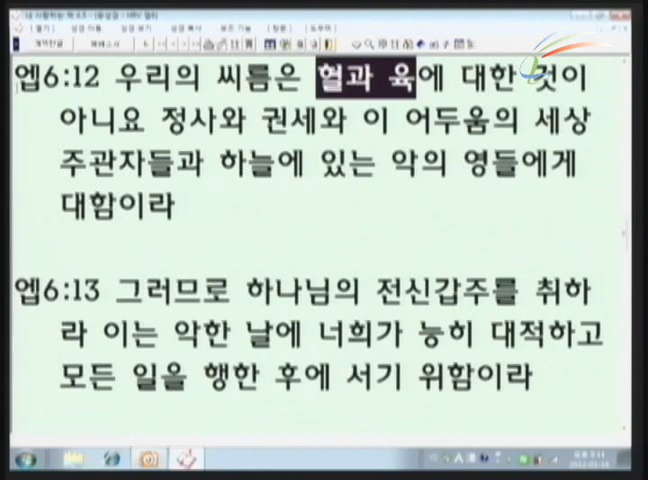 엡6:12 우리의 씨름은 혈과 육에 대한 것이
아니요 정사와 권세와 이 어두움의 세상
주관자들과 하늘에 있는 악의 영들에게
대함이라
엡6:13 그러므로 하나님의 전신갑주를 취하
라 이는 악한 날에 너희가 능히 대적하고
모든 일을 행한 후에 서기 위함이라